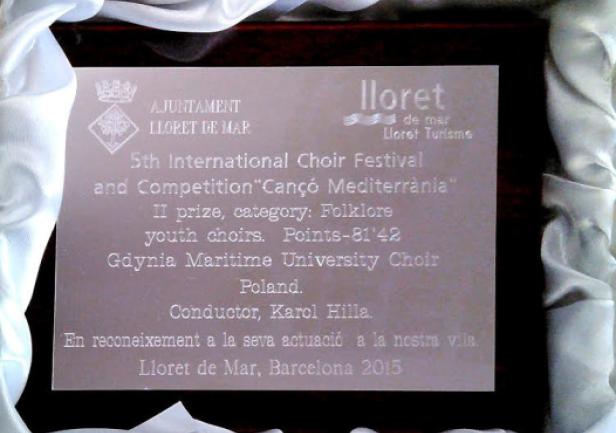 AJUNTAMENT
LLORET DE MAR
lloret
de mar
Lloret Turisme
5th International Choir Festival
and Competition"Cançó Mediterrània"
II prize, category: Folklore
youth choirs. Points-81'42
Gdynia Maritime University Choir
Poland.
Conductor, Karol Hilla.
En reconeixement a la seva actuació a la nostra vila.
Lloret de Mar, Barcelona 2015